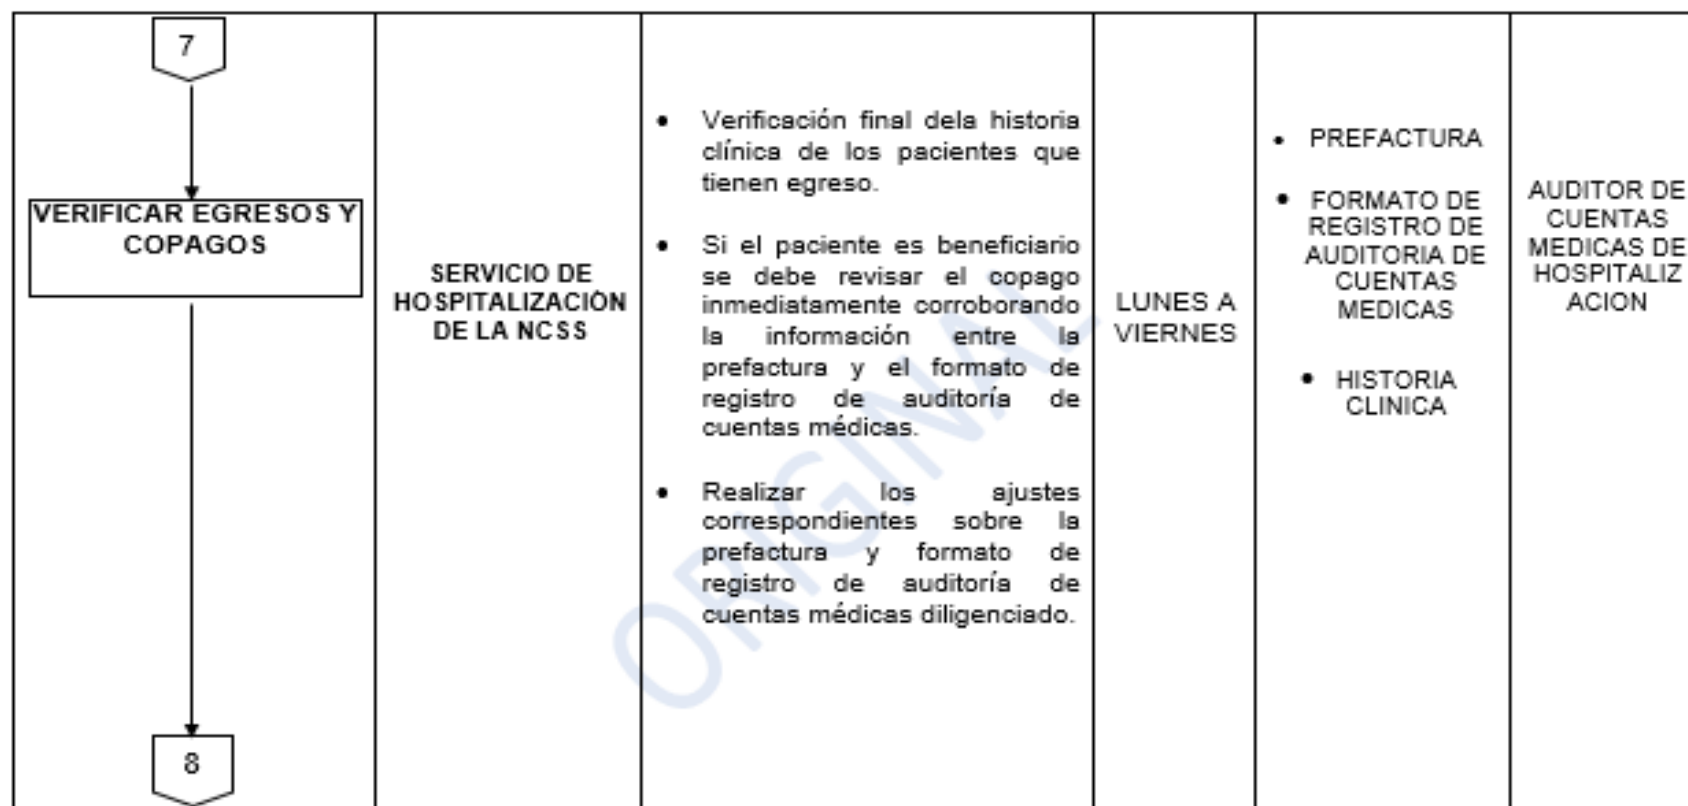 7
VERIFICAR EGRESOS Y
COPAGOS
8
SERVICIO DE
HOSPITALIZACIÓN
DE LA NCSS
• Verificación final dela historia
clínica de los pacientes que
tienen egreso.
• Si el paciente es beneficiario
se debe revisar el copago
inmediatamente corroborando
la información entre la
prefactura y el formato de
registro de auditoría de
cuentas médicas.
• Realizar los ajustes
correspondientes sobre la
prefactura y formato de
registro de auditoría de
cuentas médicas diligenciado.
LUNES A
VIERNES
• PREFACTURA
• FORMATO DE
REGISTRO DE
AUDITORIA DE
CUENTAS
MEDICAS
• HISTORIA
CLINICA
AUDITOR DE
CUENTAS
MEDICAS DE
HOSPITALIZ
ACION
ORIGINAL